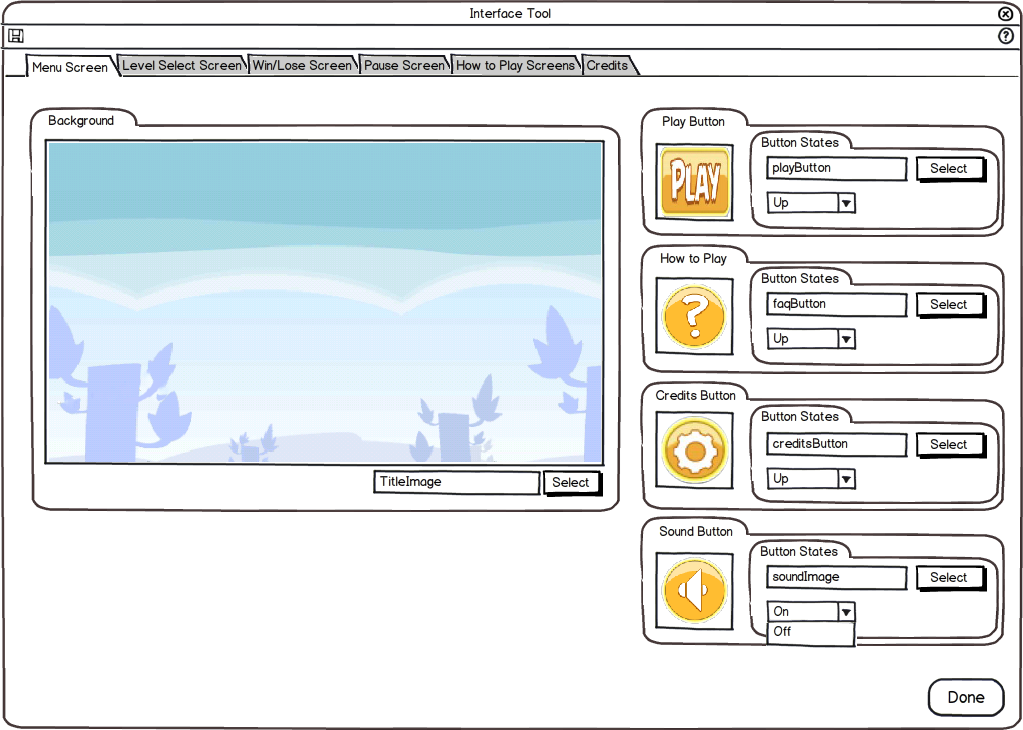 Interface Tool
Menu Screen
Level Select Screen
Win/Lose Screen
Pause Screen
How to Play Screens
Credits
Background
TitleImage
Select
Play Button
PLAY
Button States
playButton
Select
Up
How to Play
?
Button States
faqButton
Select
Up
Credits Button
Button States
creditsButton
Select
Up
Sound Button
Button States
soundImage
Select
On
Off
Done